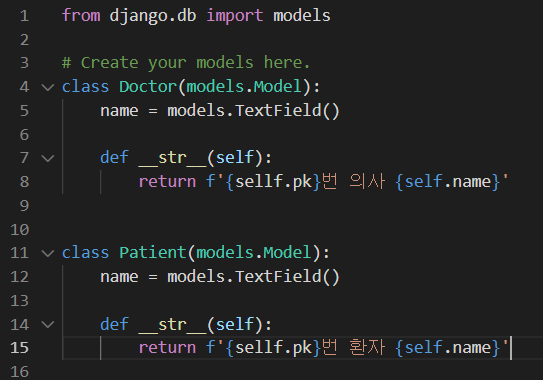 1 from django.db import models
2
3 # Create your models here.
4 class Doctor(models.Model):
5     name = models.TextField()
6
7     def __str__(self):
8         return f'{sellf.pk}번 의사 {self.name}'
9
10
11 class Patient(models.Model):
12     name = models.TextField()
13
14     def __str__(self):
15         return f'{sellf.pk}번 환자 {self.name}'
16